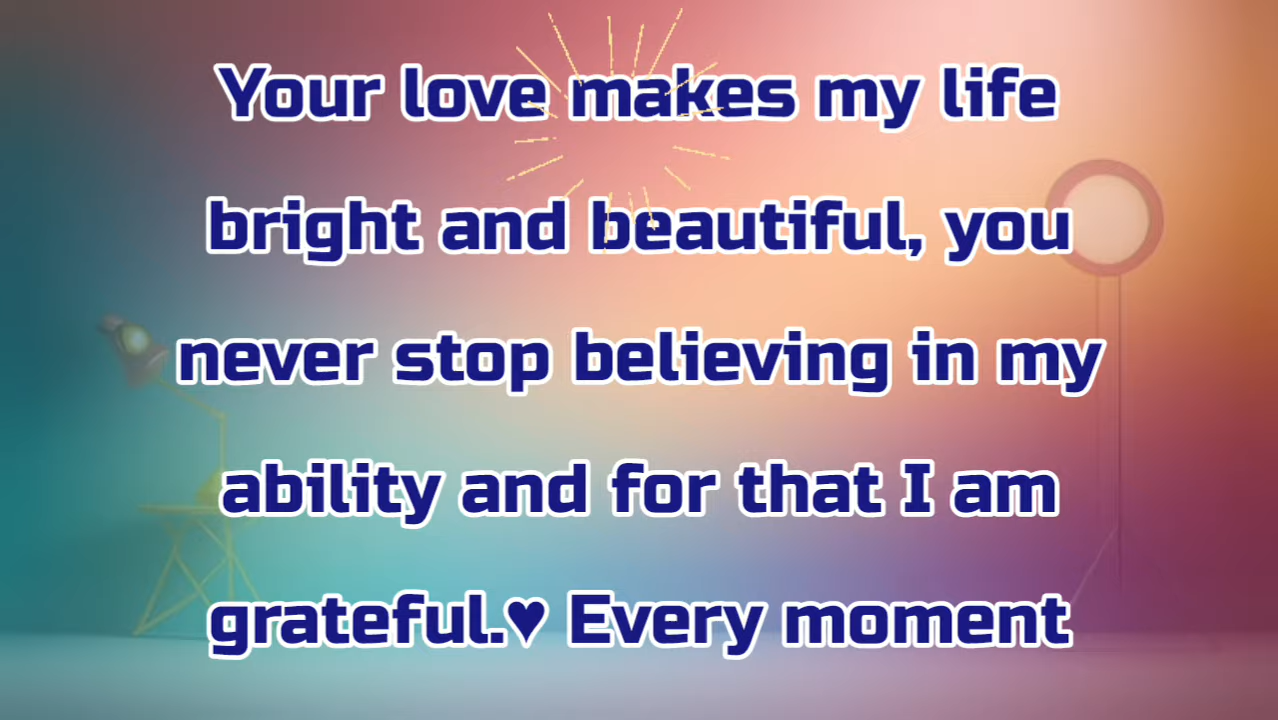 Your love makes my life
bright and beautiful, you
never stop believing in my
ability and for that I am
grateful.♥ Every moment